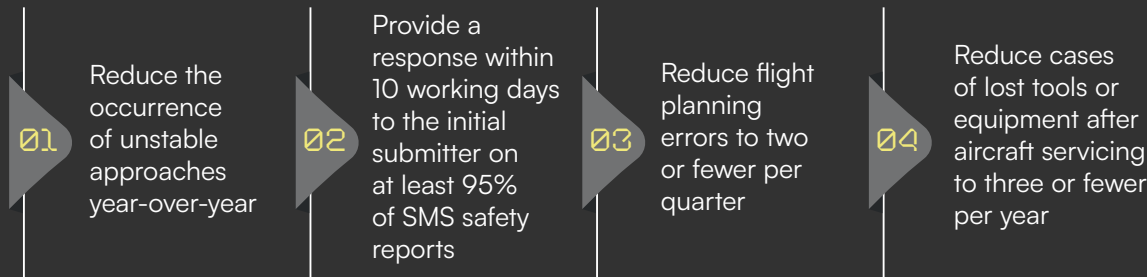 01
Reduce the
occurrence
of unstable
approaches
year-over-year
02
Provide a
response within
10 working days
to the initial
submitter on
at least 95%
of SMS safety
reports
03
Reduce flight
planning
errors to two
or fewer per
quarter
04
Reduce cases
of lost tools or
equipment after
aircraft servicing
to three or fewer
per year